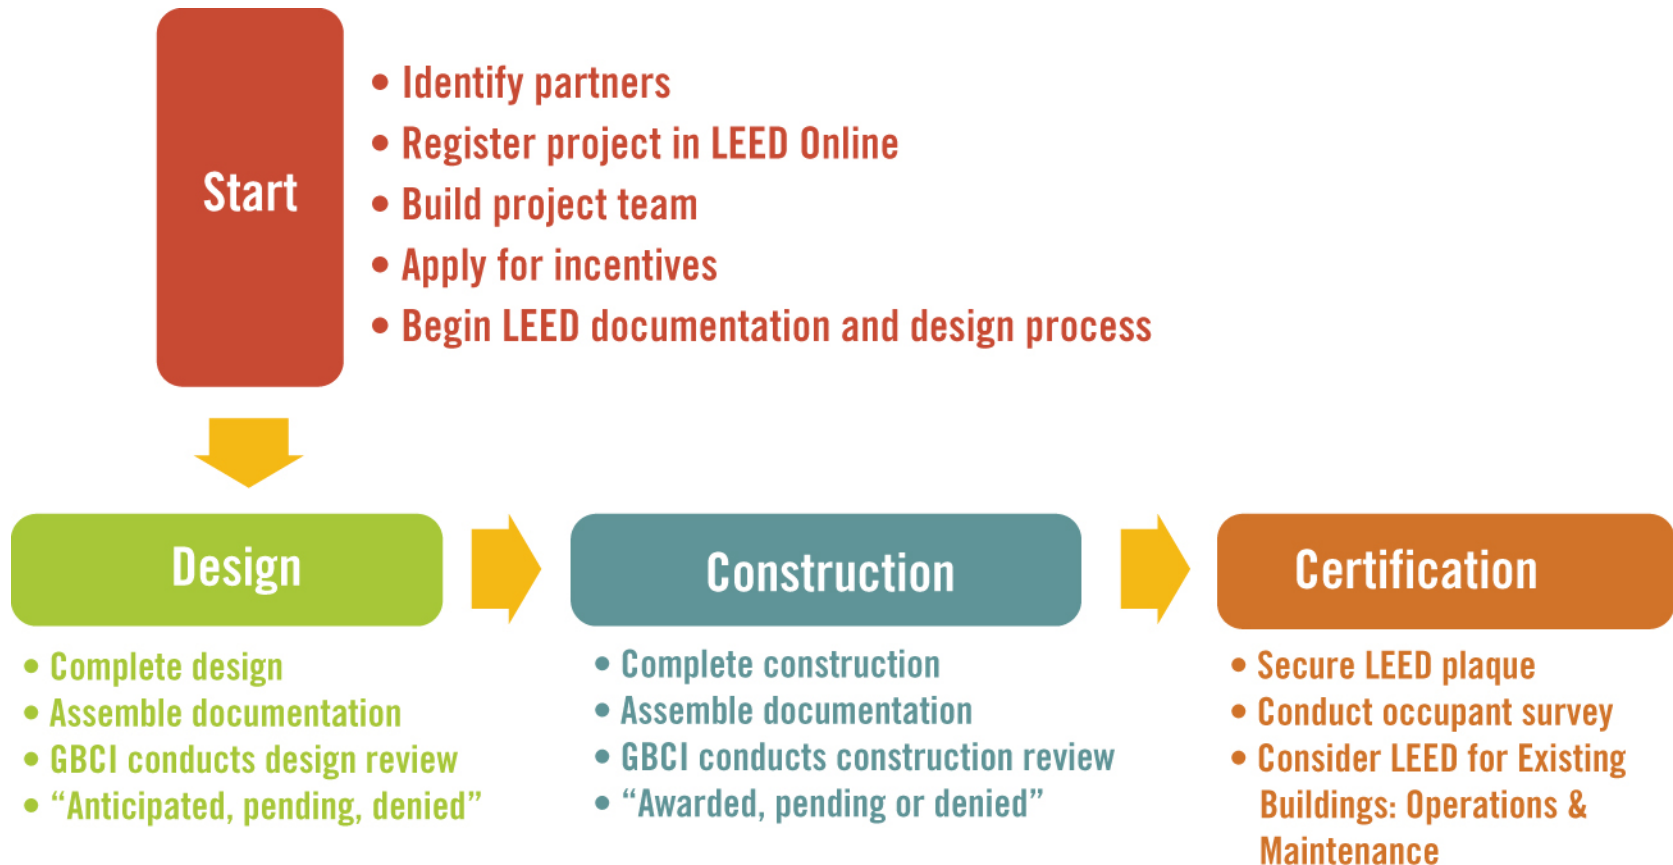 Start
• Identify partners
• Register project in LEED Online
• Build project team
• Apply for incentives
• Begin LEED documentation and design process
Design
• Complete design
• Assemble documentation
• GBCI conducts design review
• “Anticipated, pending, denied”
Construction
• Complete construction
• Assemble documentation
• GBCI conducts construction review
• “Awarded, pending or denied”
Certification
• Secure LEED plaque
• Conduct occupant survey
• Consider LEED for Existing
Buildings: Operations &
Maintenance